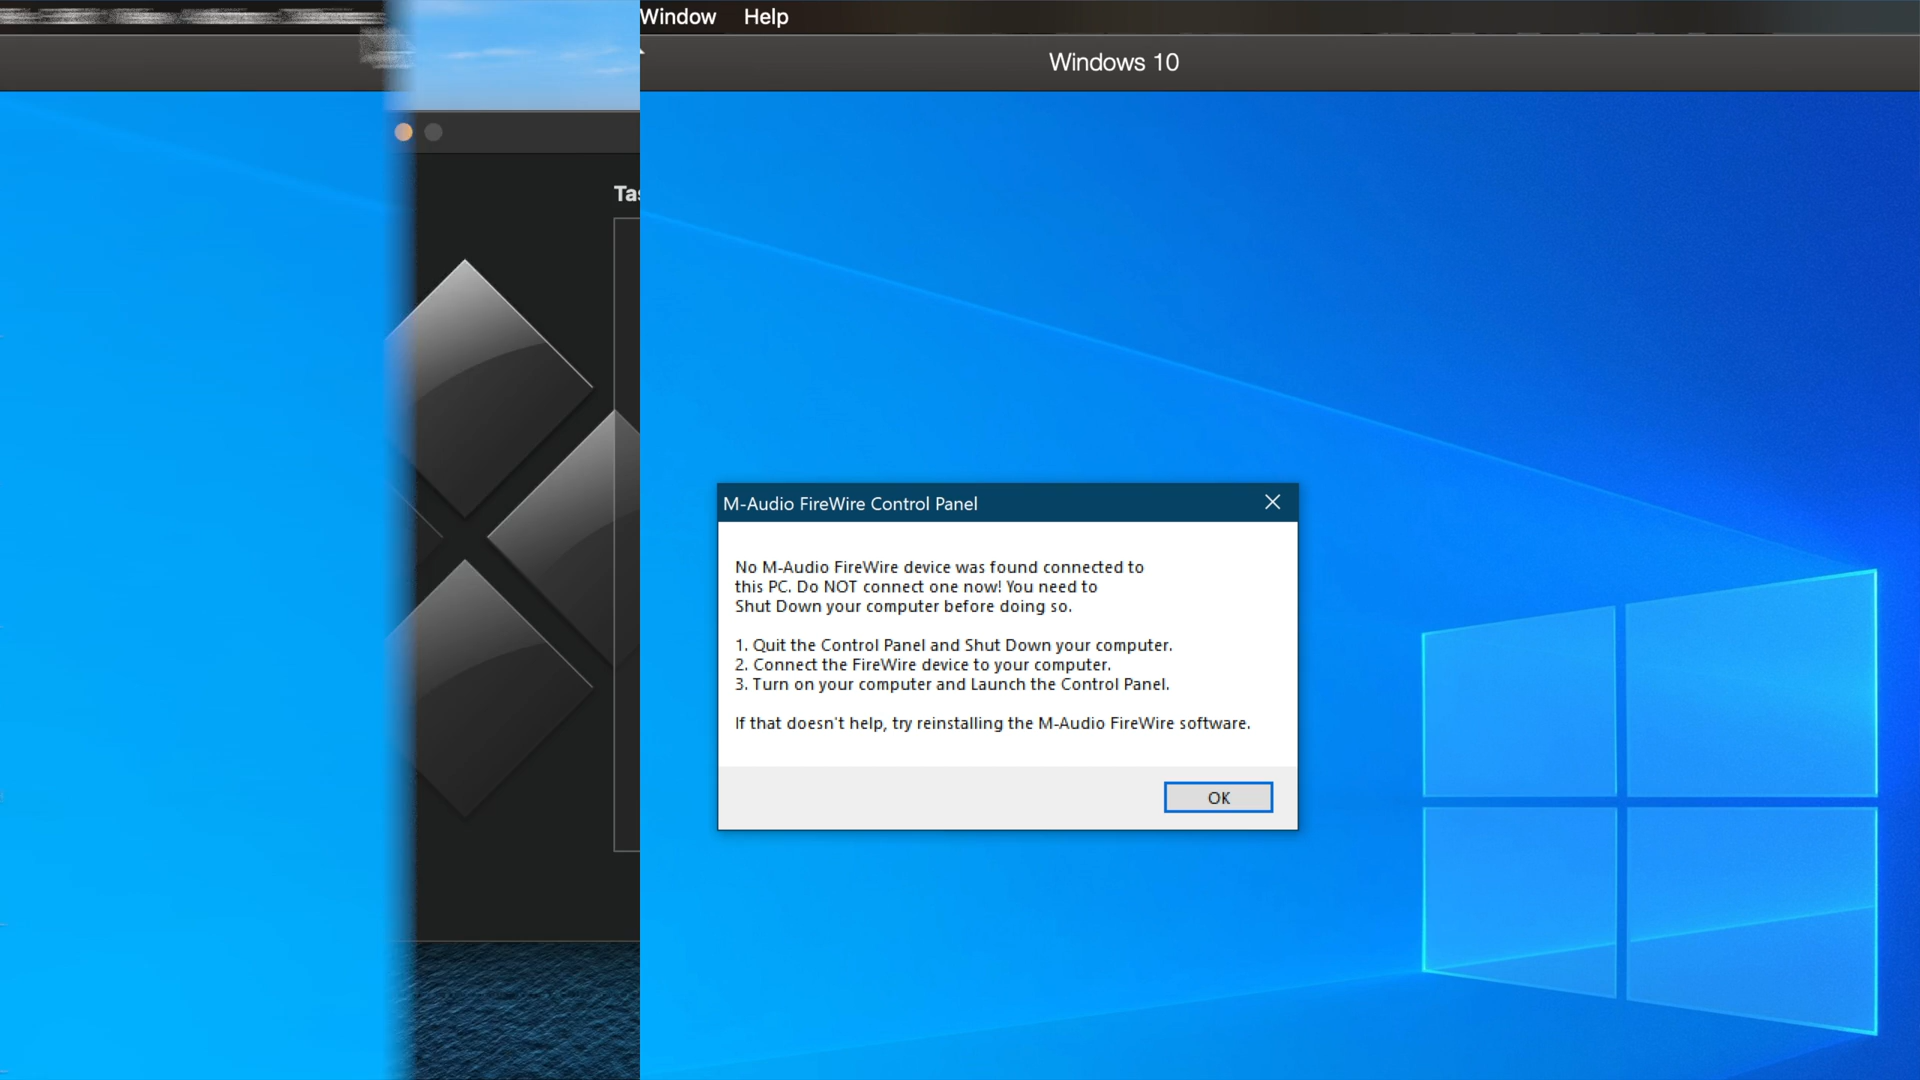 Window Help
Windows 10
M-Audio FireWire Control Panel
No M-Audio FireWire device was found connected to
this PC. Do NOT connect one now! You need to
Shut Down your computer before doing so.
1. Quit the Control Panel and Shut Down your computer.
2. Connect the FireWire device to your computer.
3. Turn on your computer and Launch the Control Panel.
If that doesn't help, try reinstalling the M-Audio FireWire software.
OK